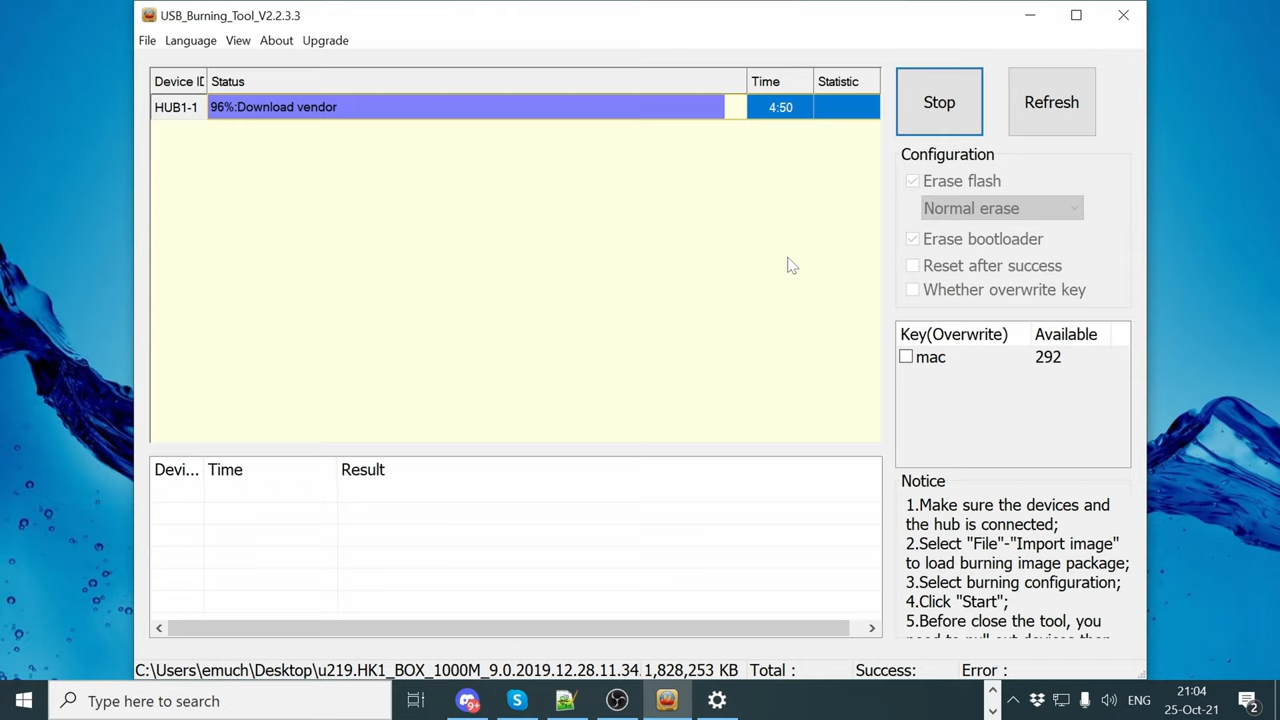 USB_Burning_Tool_V2.2.3.3
File Language View About Upgrade
Device ID Status Time Statistic
HUB1-1 96%:Download vendor 4:50
Stop Refresh
Configuration
Erase flash
Normal erase
Erase bootloader
Reset after success
Whether overwrite key
Key(Overwrite) Available
mac 292
Devi... Time Result
Notice
1.Make sure the devices and
the hub is connected;
2.Select "File"-"Import image"
to load burning image package;
3.Select burning configuration;
4.Click "Start";
5.Before close the tool, you
C:\Users\emuch\Desktop\u219.HK1_BOX_1000M_9.0.2019.12.28.11.34 1,828,253 KB Total : Success: Error :
Type here to search
9+
S
ENG
21:04
25-Oct-21
2